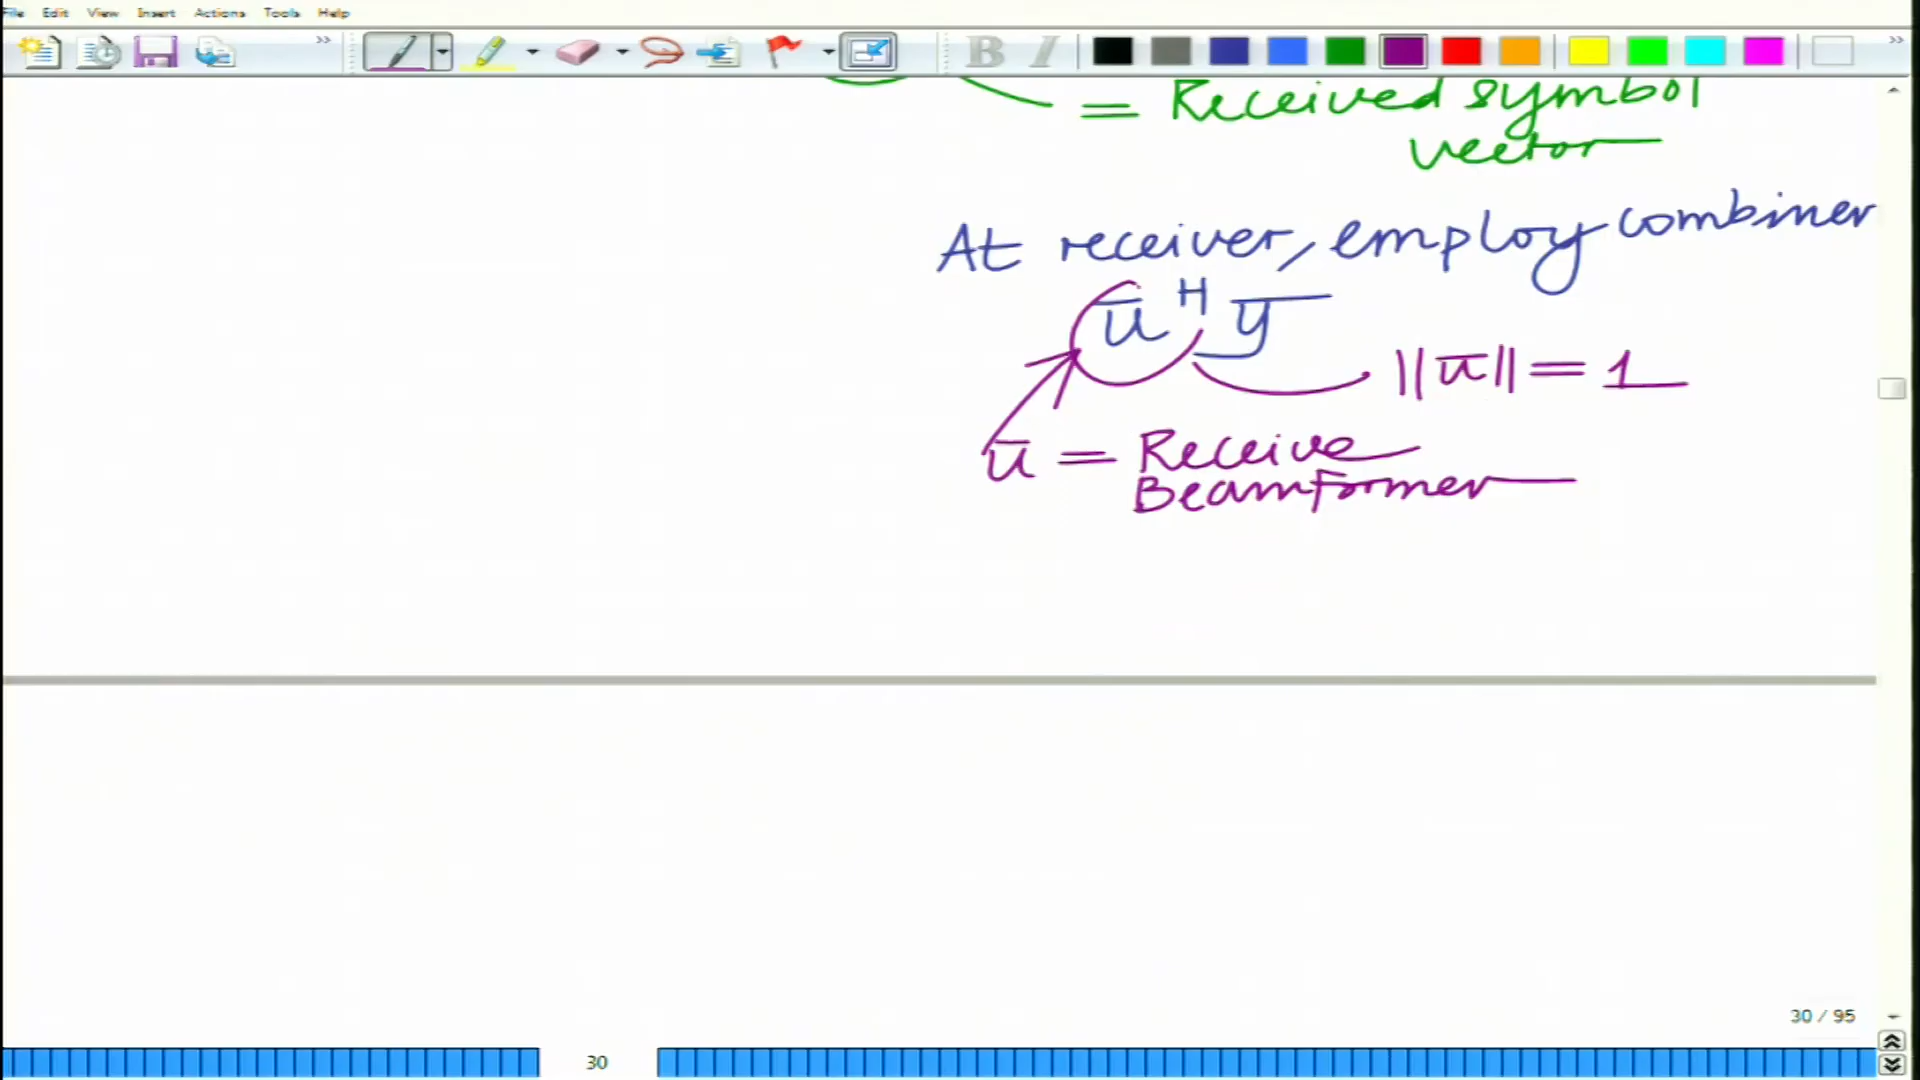 File Edit View Insert Actions Tools Help
B I
= Received symbol
vector
At receiver, employ combiner
u̅ᴴ y̅
||u̅|| = 1
u̅ = Receive
Beamformer
30 / 95
30